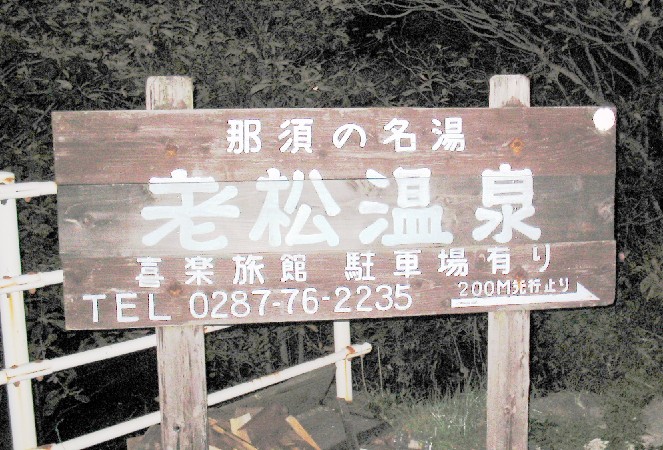 那須の名湯
老松温泉
喜楽旅館 駐車場有り
TEL 0287-76-2235
200M先行止り